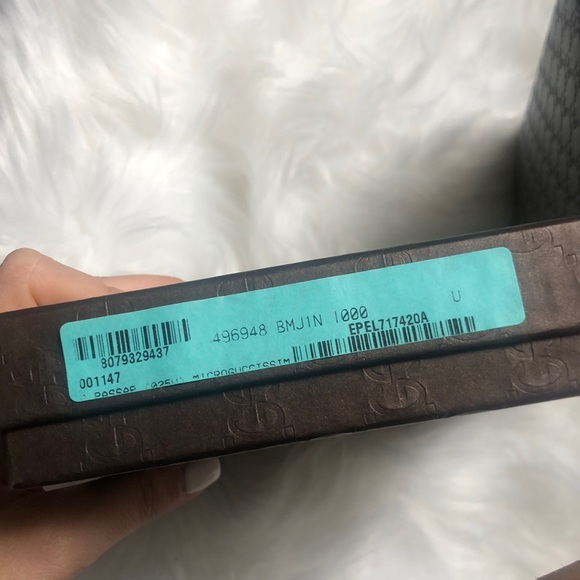 496948 BMJ1N 1000 U
8079329437 EPEL717420A
001147
MICROGUCCISSIM